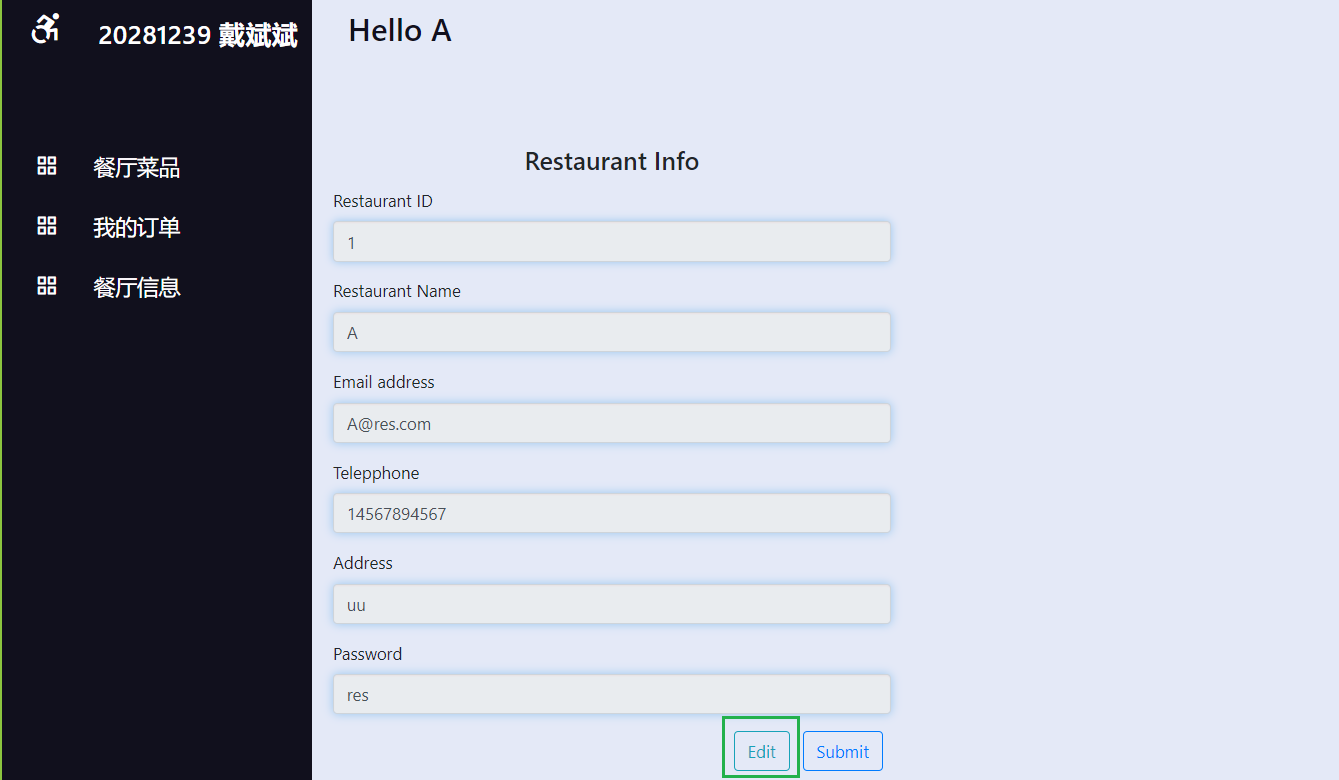 20281239 戴斌斌
Hello A
餐厅菜品
我的订单
餐厅信息
Restaurant Info
Restaurant ID
1
Restaurant Name
A
Email address
A@res.com
Telepphone
14567894567
Address
uu
Password
res
Edit Submit